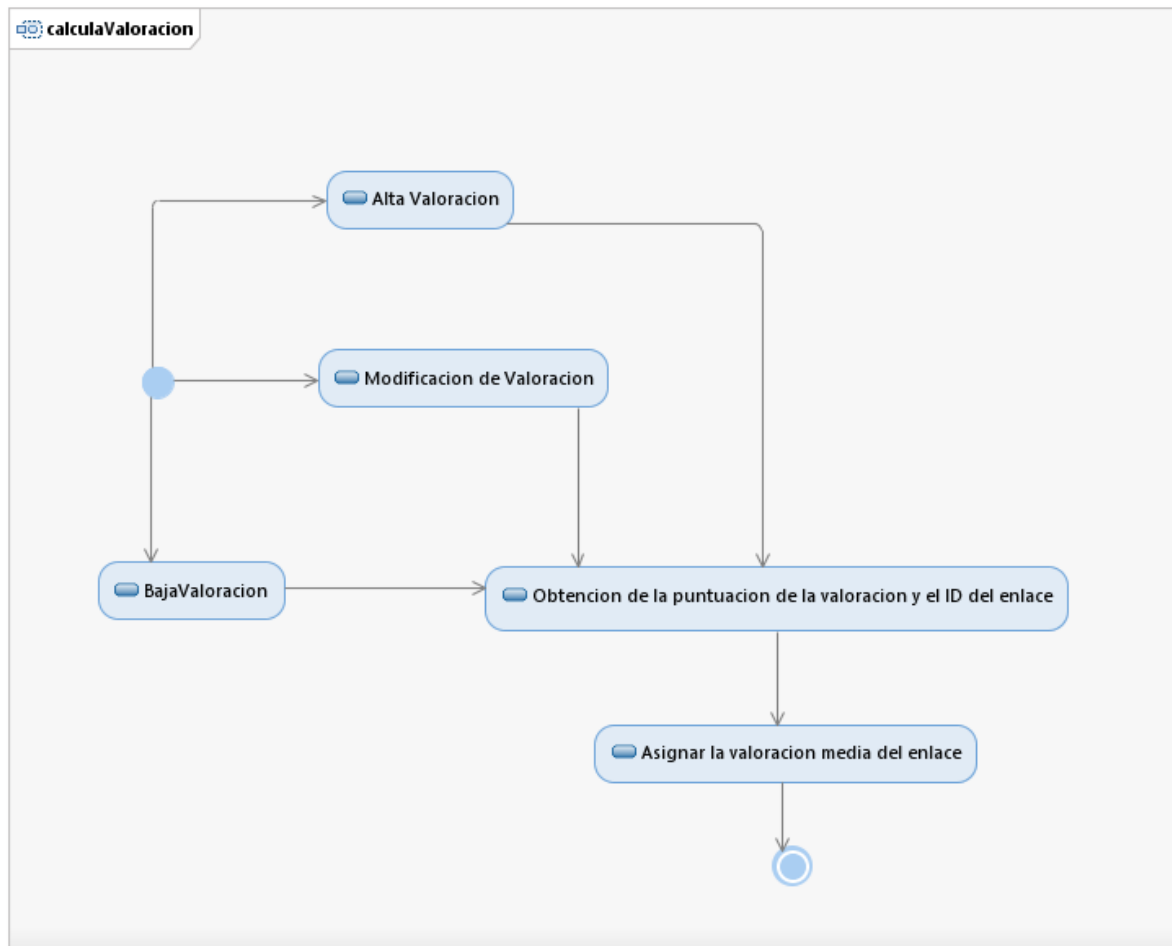 calculaValoracion
Alta Valoracion
Modificacion de Valoracion
BajaValoracion
Obtencion de la puntuacion de la valoracion y el ID del enlace
Asignar la valoracion media del enlace